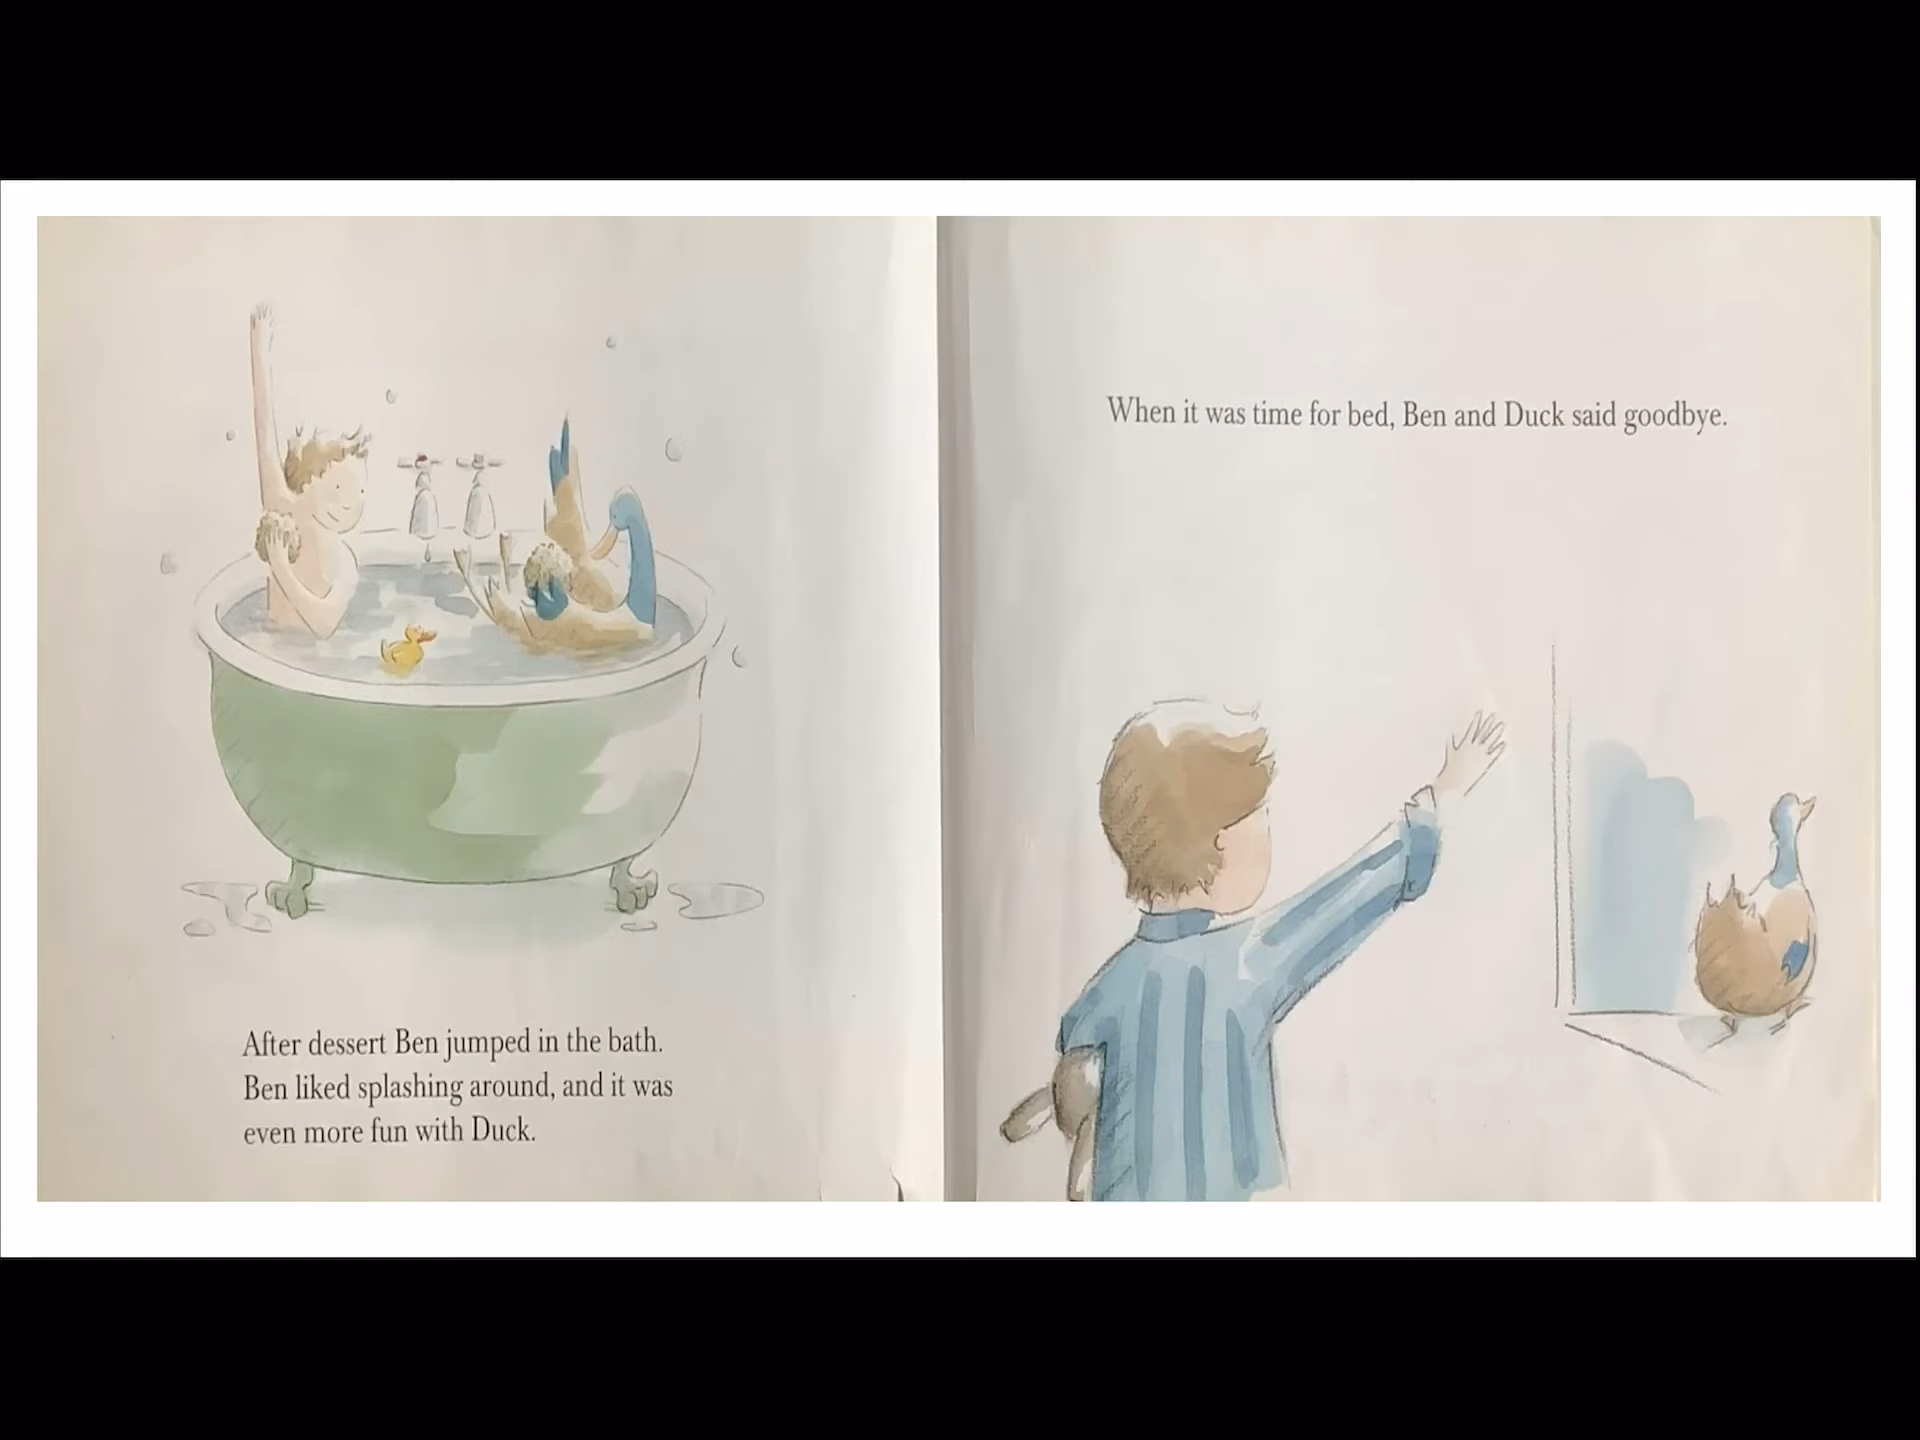 After dessert Ben jumped in the bath.
Ben liked splashing around, and it was
even more fun with Duck.
When it was time for bed, Ben and Duck said goodbye.